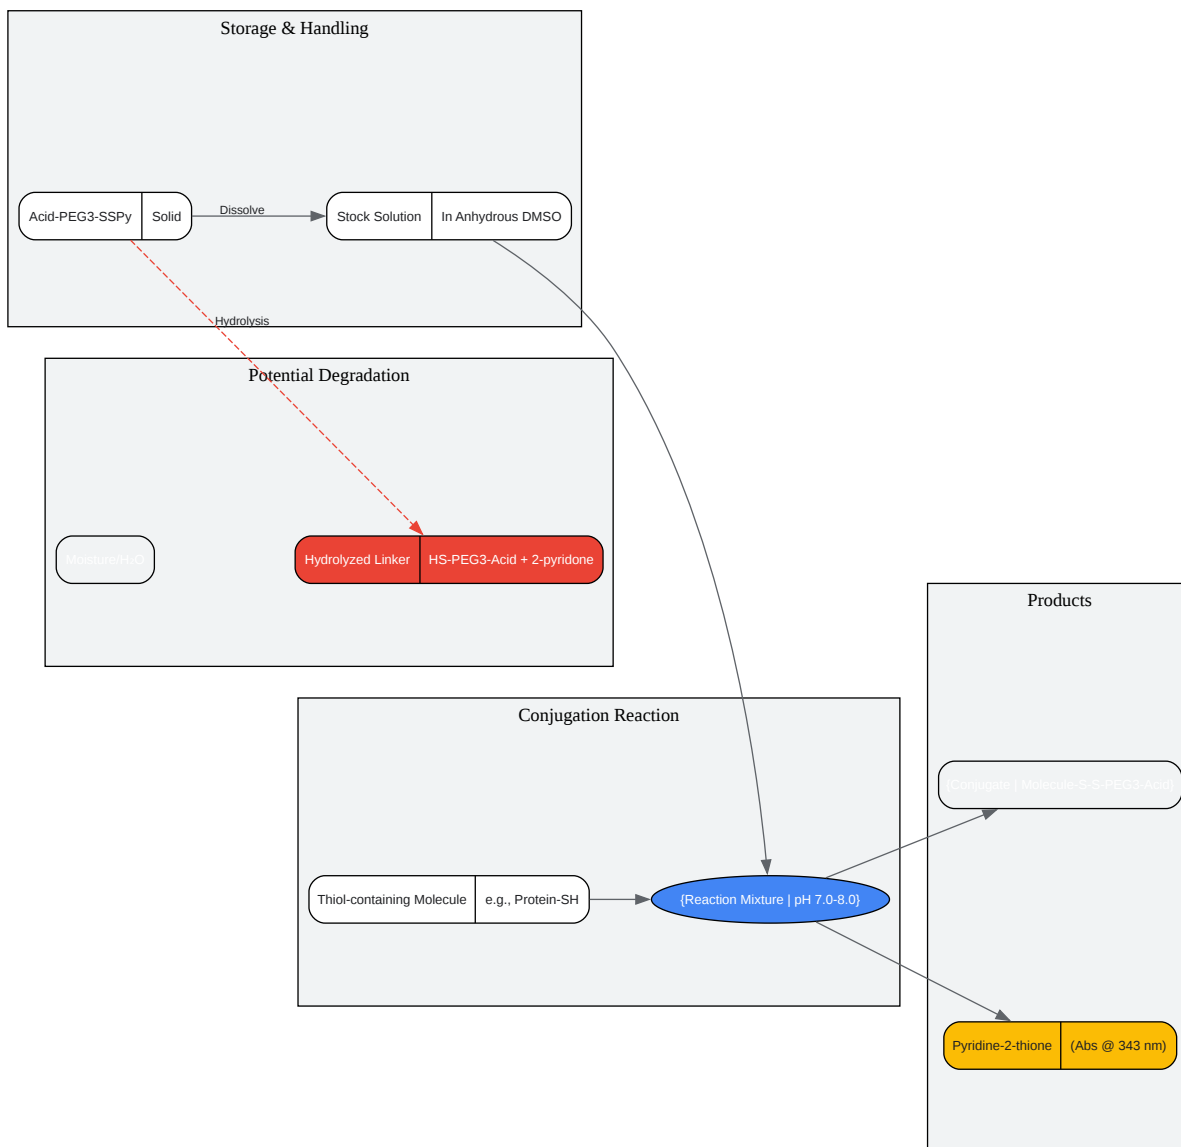 Storage & Handling
Acid-PEG3-SSPy
Solid
Dissolve
Stock Solution
In Anhydrous DMSO
Hydrolysis
Potential Degradation
Moisture/H₂O
Hydrolyzed Linker
HS-PEG3-Acid + 2-pyridone
Products
Conjugation Reaction
{Conjugate | Molecule-S-S-PEG3-Acid}
Thiol-containing Molecule
e.g., Protein-SH
{Reaction Mixture | pH 7.0-8.0}
Pyridine-2-thione
(Abs @ 343 nm)